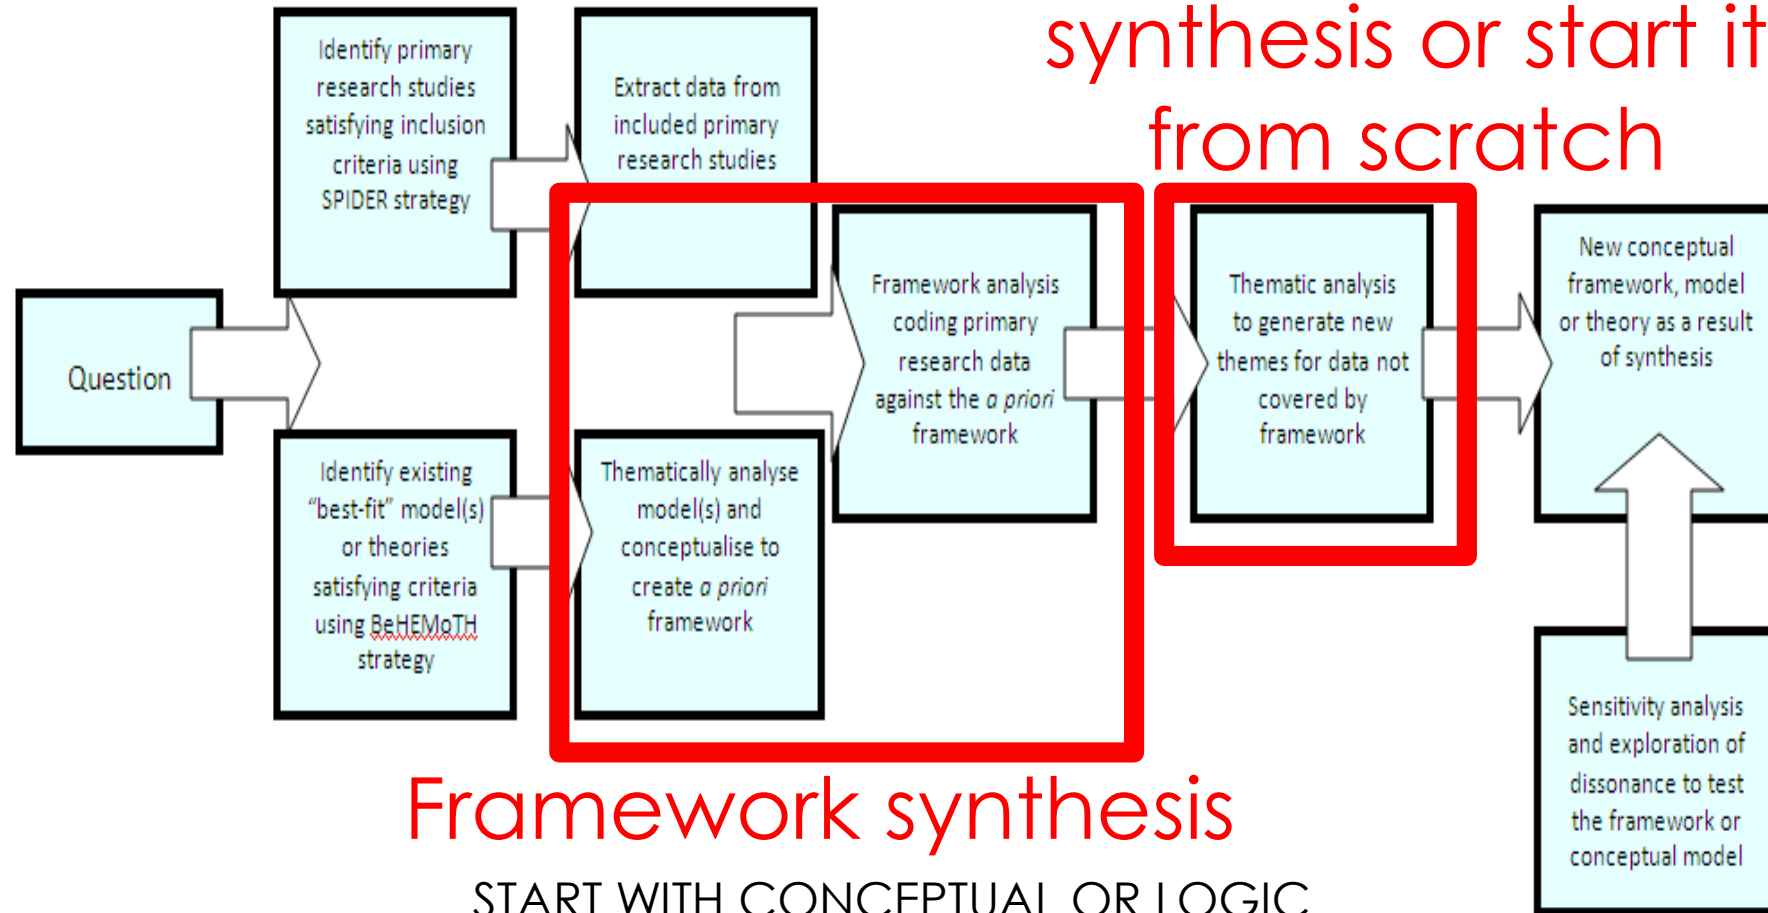 synthesis or start it
from scratch
Identify primary
research studies
satisfying inclusion
criteria using
SPIDER strategy
Extract data from
included primary
research studies
Question
Identify existing
“best-fit” model(s)
or theories
satisfying criteria
using BeHEMoTH
strategy
Thematically analyse
model(s) and
conceptualise to
create a priori
framework
Framework analysis
coding primary
research data
against the a priori
framework
Thematic analysis
to generate new
themes for data not
covered by
framework
New conceptual
framework, model
or theory as a result
of synthesis
Sensitivity analysis
and exploration of
dissonance to test
the framework or
conceptual model
Framework synthesis
START WITH CONCEPTUAL OR LOGIC